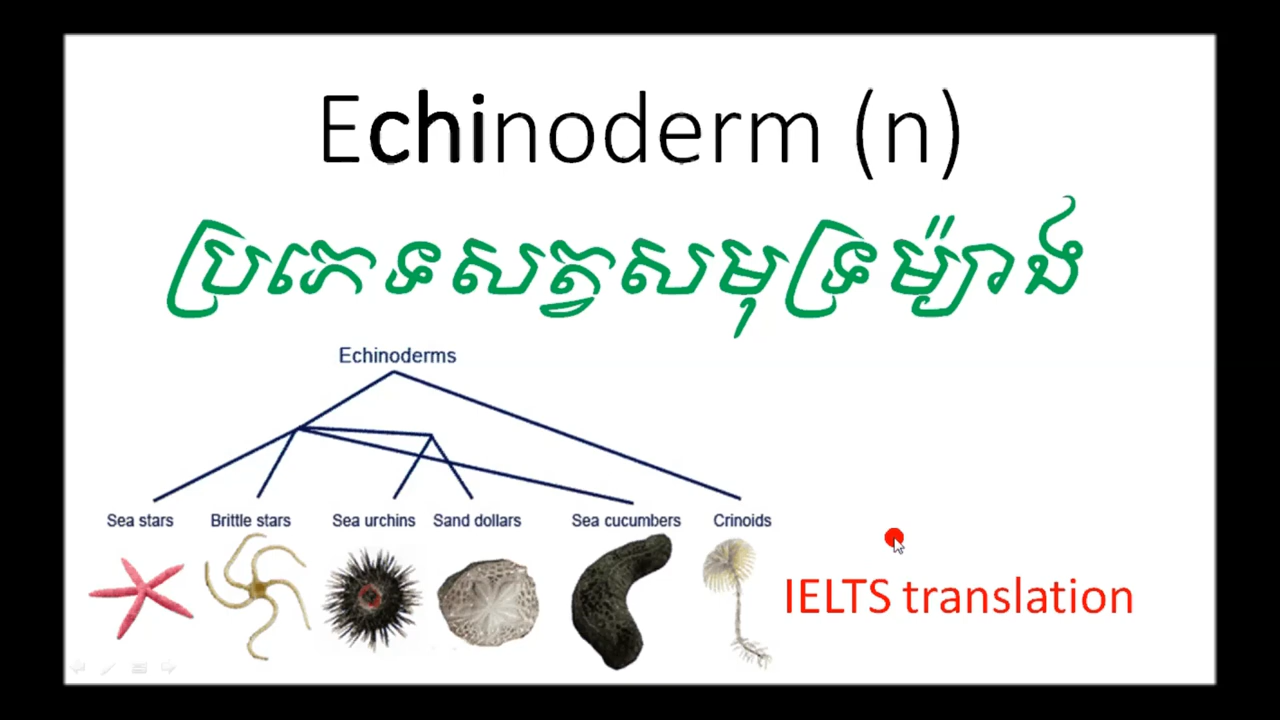 Echinoderm (n)
ប្រភេទសត្វសមុទ្រម៉្យាង
Echinoderms
Sea stars Brittle stars Sea urchins Sand dollars Sea cucumbers Crinoids
IELTS translation